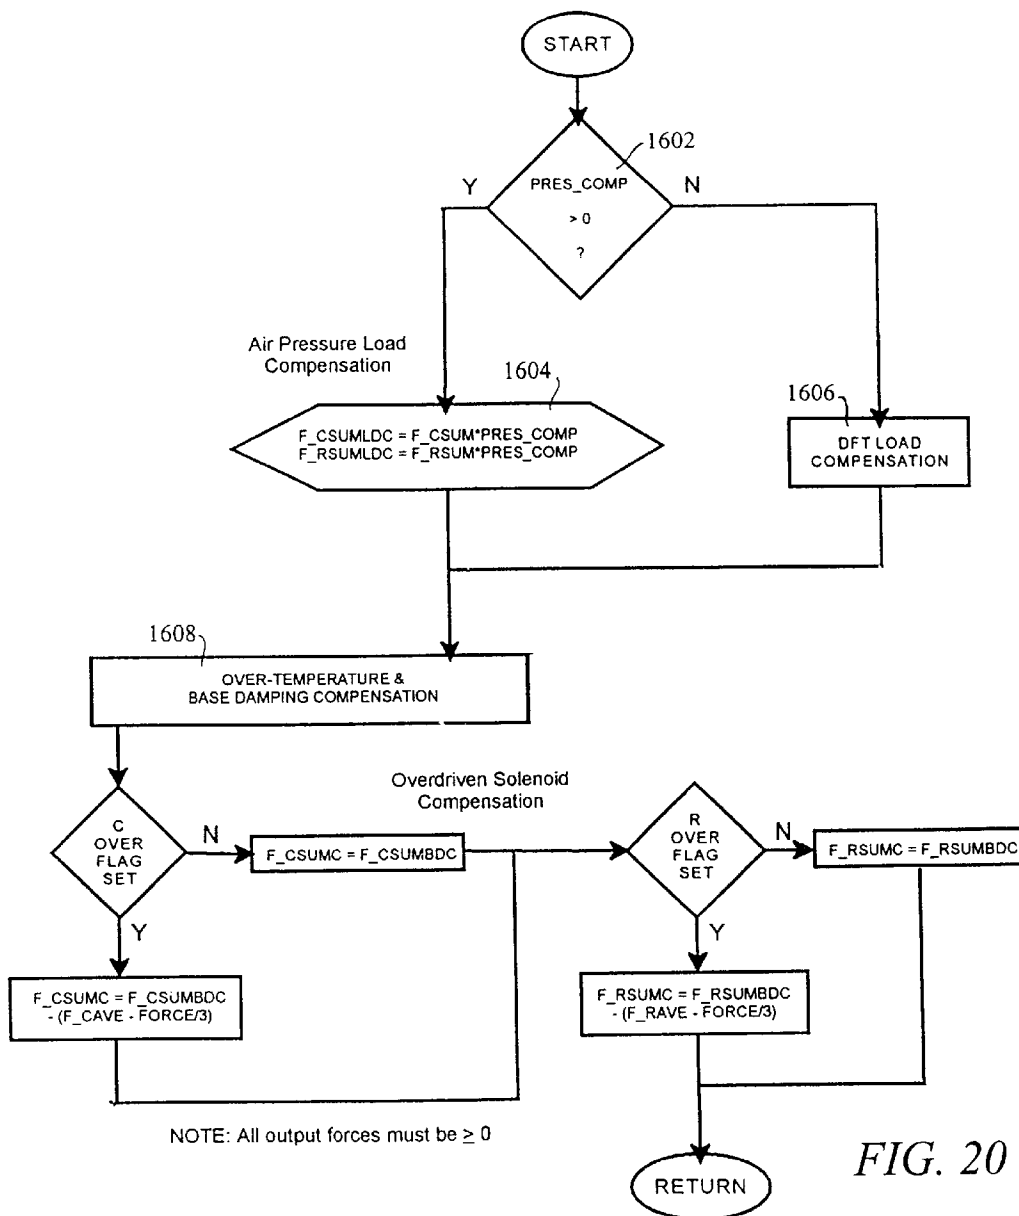 START
1602
PRES_COMP
> 0
?
Y
N
Air Pressure Load
Compensation
1604
F_CSUMLDC = F_CSUM*PRES_COMP
F_RSUMLDC = F_RSUM*PRES_COMP
1606
DFT LOAD
COMPENSATION
1608
OVER-TEMPERATURE &
BASE DAMPING COMPENSATION
Overdriven Solenoid
Compensation
C
OVER
FLAG
SET
N
F_CSUMC = F_CSUMBDC
Y
F_CSUMC = F_CSUMBDC
- (F_CAVE - FORCE/3)
R
OVER
FLAG
SET
N
F_RSUMC = F_RSUMBDC
Y
F_RSUMC = F_RSUMBDC
- (F_RAVE - FORCE/3)
NOTE: All output forces must be ≥ 0
RETURN
FIG. 20